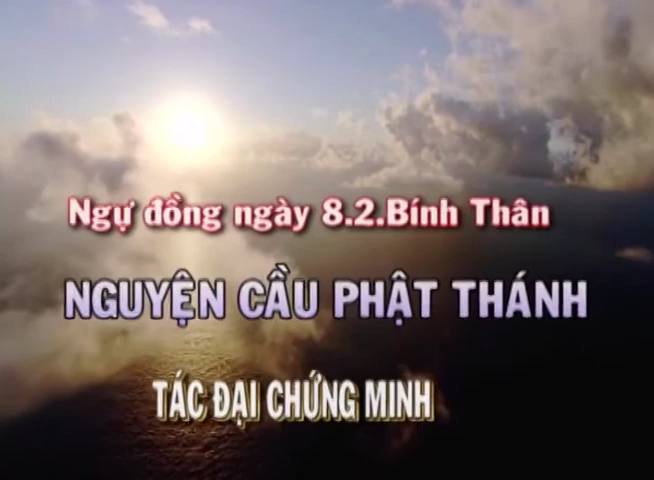 Ngự đồng ngày 8.2.Bính Thân
NGUYỆN CẦU PHẬT THÁNH
TÁC ĐẠI CHỨNG MINH